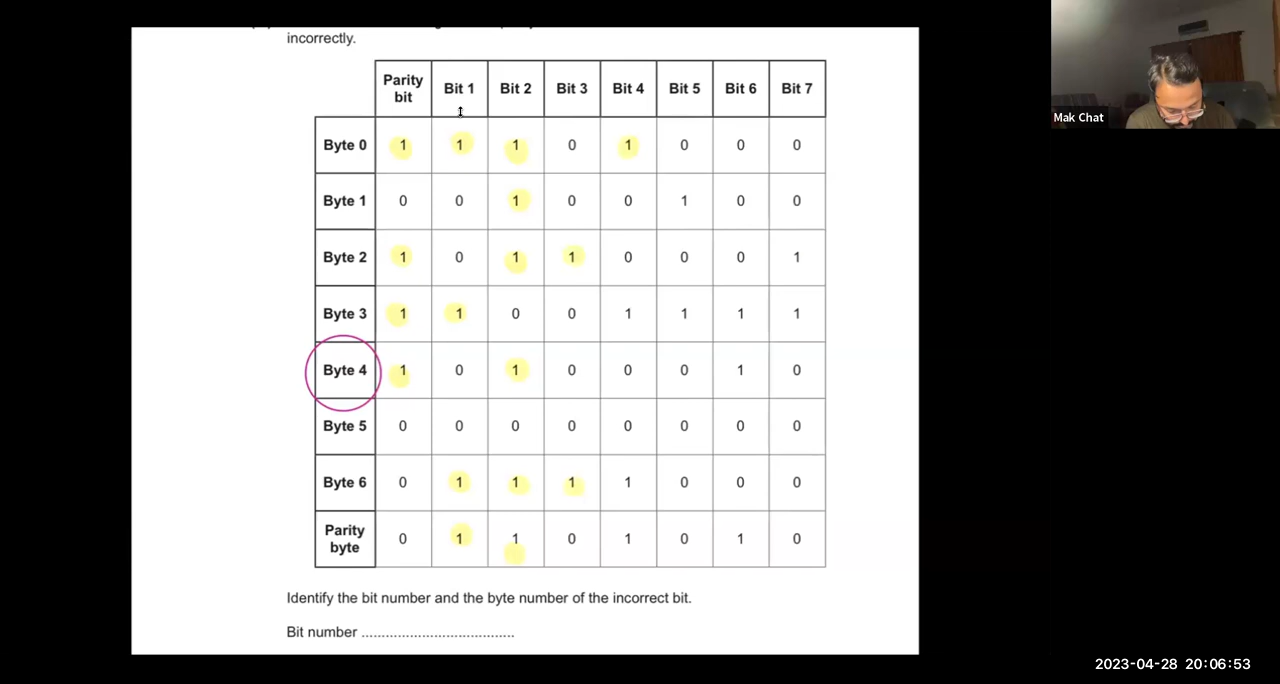 incorrectly.
Parity bit Bit 1 Bit 2 Bit 3 Bit 4 Bit 5 Bit 6 Bit 7
Byte 0 1 1 1 0 1 0 0 0
Byte 1 0 0 1 0 0 1 0 0
Byte 2 1 0 1 1 0 0 0 1
Byte 3 1 1 0 0 1 1 1 1
Byte 4 1 0 1 0 0 0 1 0
Byte 5 0 0 0 0 0 0 0 0
Byte 6 0 1 1 1 1 0 0 0
Parity byte 0 1 1 0 1 0 1 0
Identify the bit number and the byte number of the incorrect bit.
Bit number ......................................
Mak Chat
2023-04-28 20:06:53